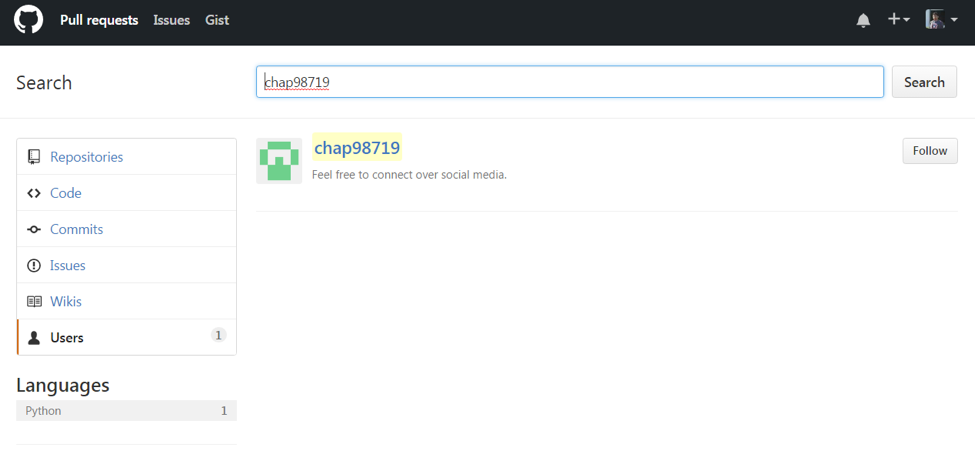 Pull requests Issues Gist
Search chap98719 Search
Repositories
Code
Commits
Issues
Wikis
Users 1
Languages
Python 1
chap98719 Follow
Feel free to connect over social media.